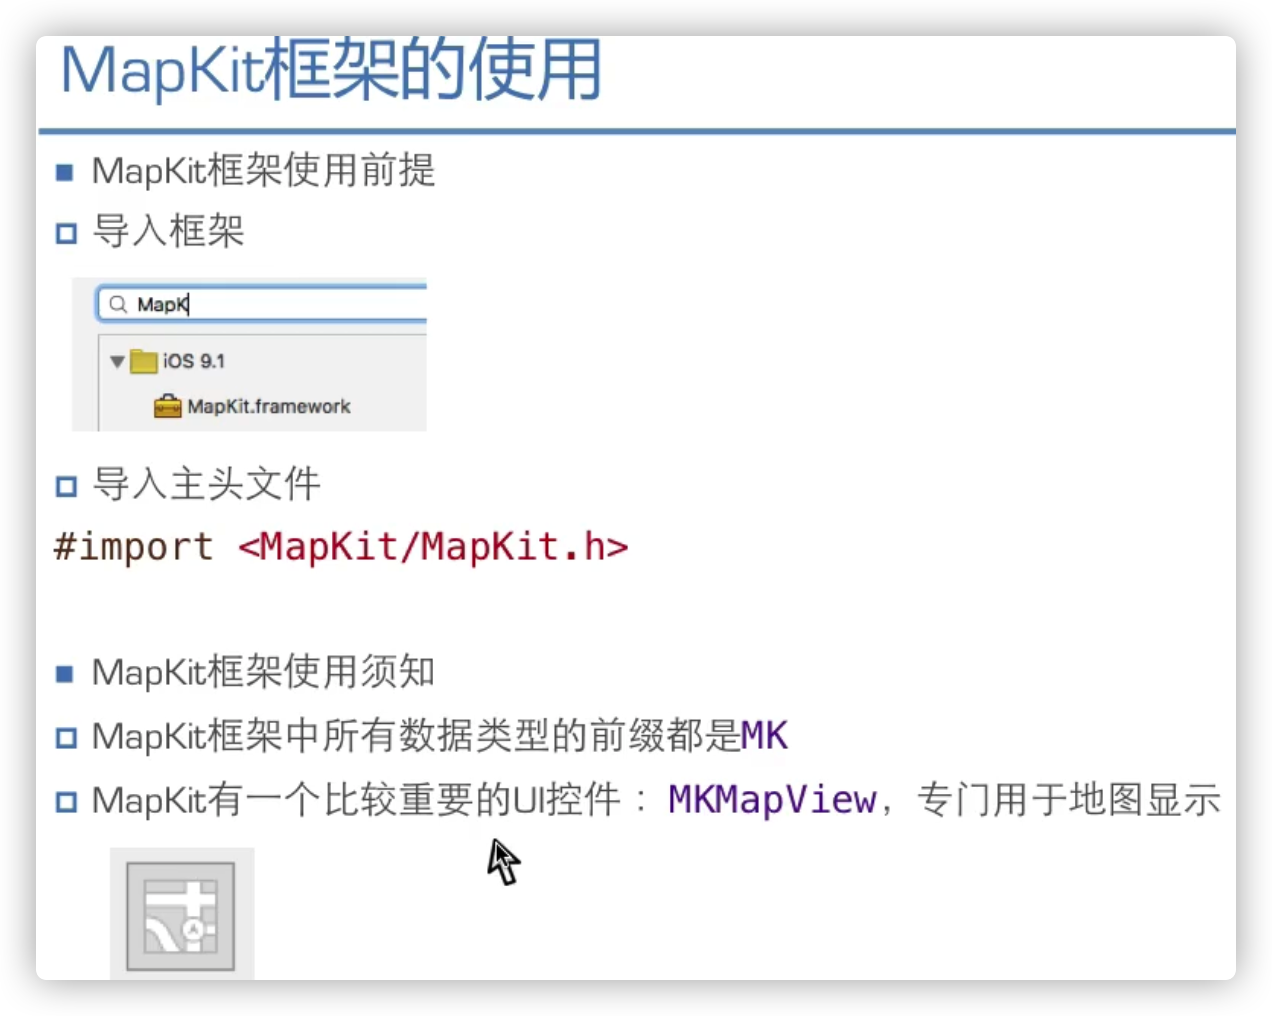 MapKit框架的使用
MapKit框架使用前提
导入框架
MapK
iOS 9.1
MapKit.framework
导入主头文件
#import <MapKit/MapKit.h>
MapKit框架使用须知
MapKit框架中所有数据类型的前缀都是MK
MapKit有一个比较重要的UI控件：MKMapView，专门用于地图显示